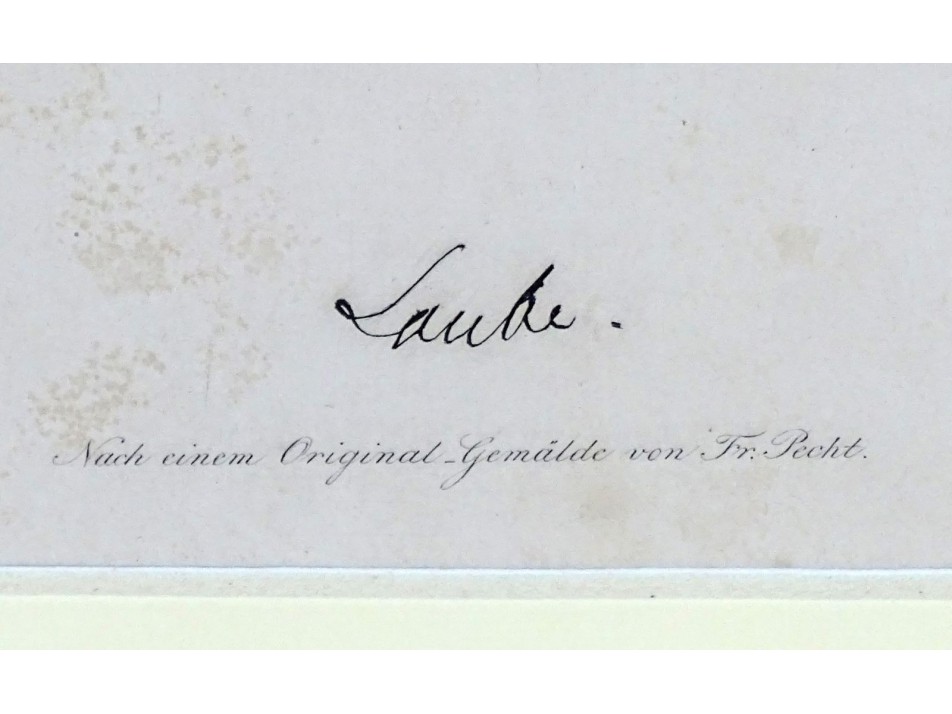 Laube.
Nach einem Original-Gemälde von Fr. Pecht.